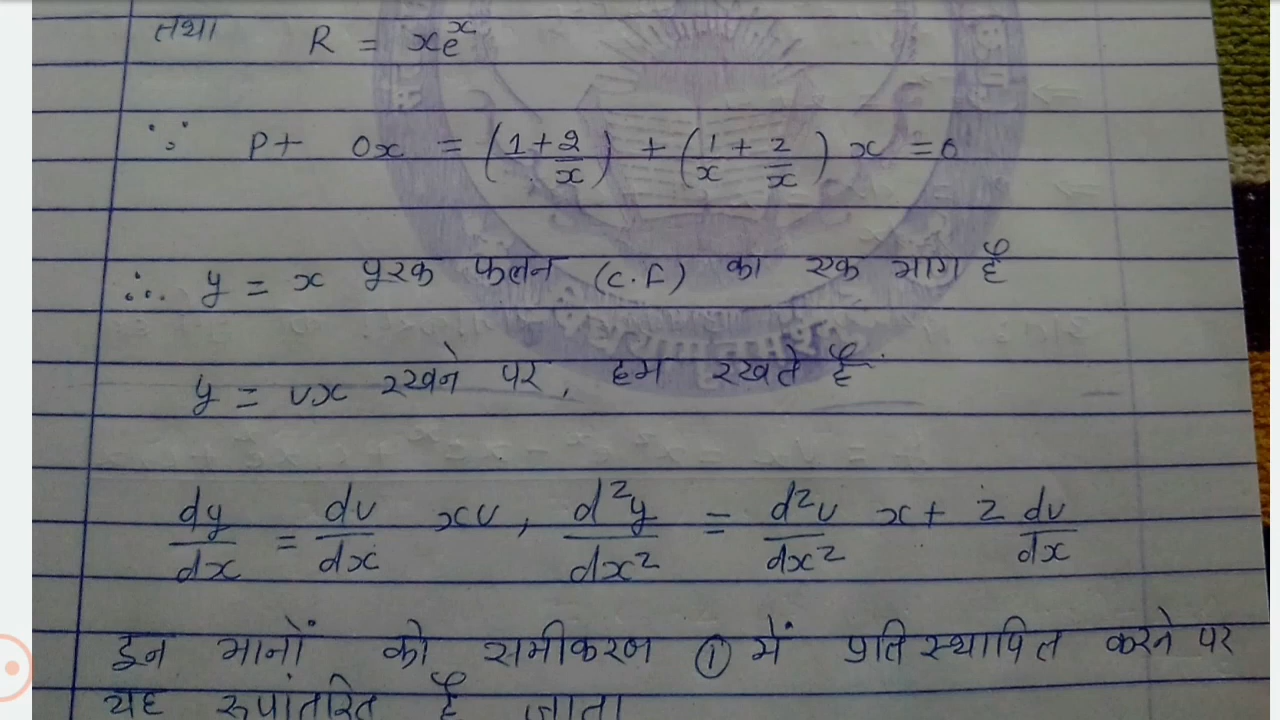 तथा R = xe^x
∵ P+ 0x = (1+2/x) + (1/x + 2/x) x = 0
∴ y = x पुरक फलन (C.F) का एक भाग है
y = vx रखने पर, हम रखते है
dy/dx = dv/dx xv, d²y/dx² = d²v/dx² x + 2 dv/dx
इन मानों को समीकरण ① में प्रतिस्थापित करने पर
यह रूपांतरित है जाता